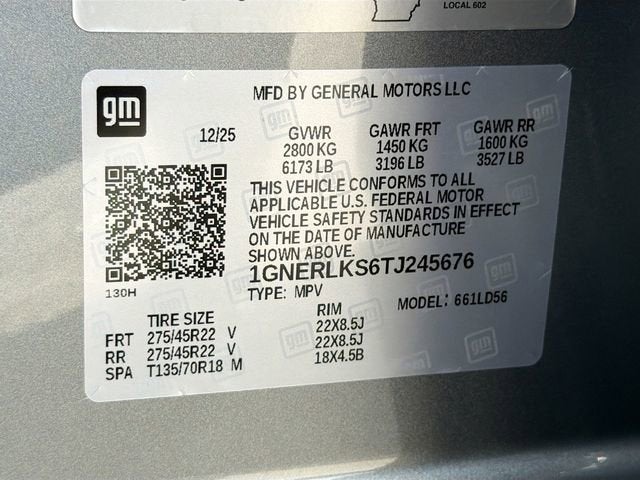 LOCAL 602
gm
MFD BY GENERAL MOTORS LLC
12/25 GVWR GAWR FRT GAWR RR
2800 KG 1450 KG 1600 KG
6173 LB 3196 LB 3527 LB
THIS VEHICLE CONFORMS TO ALL
APPLICABLE U.S. FEDERAL MOTOR
VEHICLE SAFETY STANDARDS IN EFFECT
ON THE DATE OF MANUFACTURE
SHOWN ABOVE.
1GNERLKS6TJ245676
130H
TYPE: MPV MODEL: 661LD56
TIRE SIZE RIM
FRT 275/45R22 V 22X8.5J
RR 275/45R22 V 22X8.5J
SPA T135/70R18 M 18X4.5B